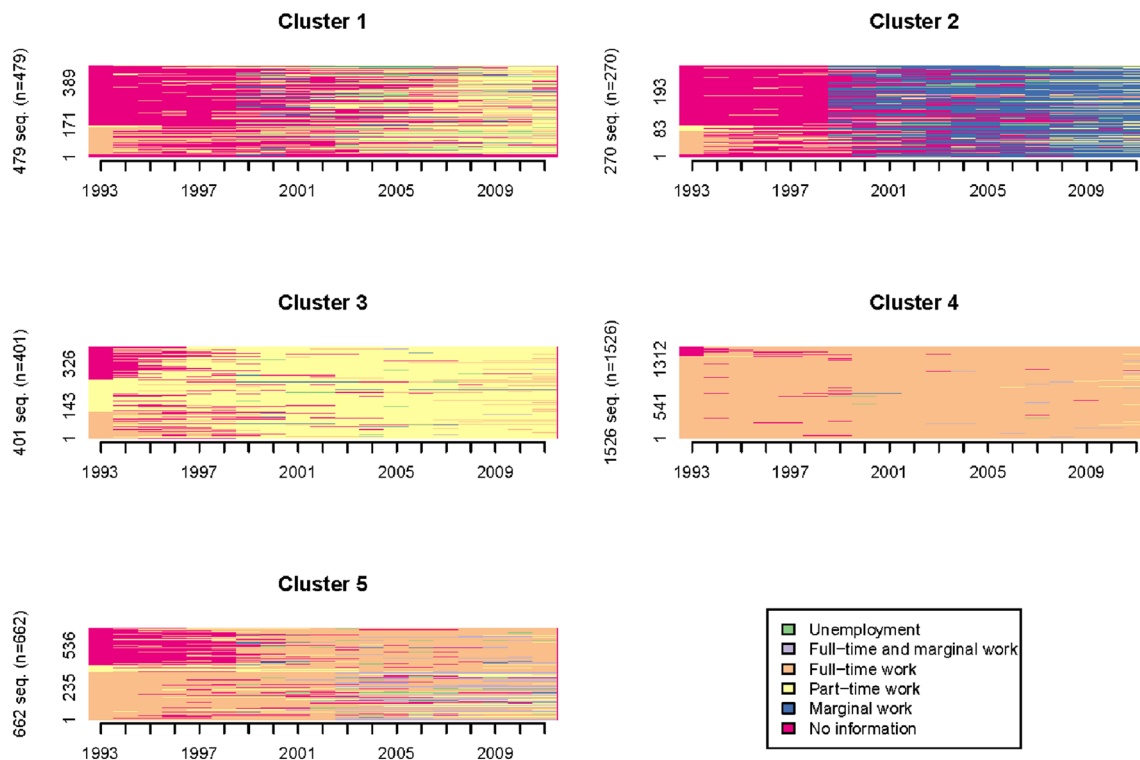 Cluster 1
479 seq. (n=479)
1 171 389
1993 1997 2001 2005 2009
Cluster 2
270 seq. (n=270)
1 83 193
1993 1997 2001 2005 2009
Cluster 3
401 seq. (n=401)
1 143 326
1993 1997 2001 2005 2009
Cluster 4
1526 seq. (n=1526)
1 541 1312
1993 1997 2001 2005 2009
Cluster 5
662 seq. (n=662)
1 235 536
1993 1997 2001 2005 2009
Unemployment
Full-time and marginal work
Full-time work
Part-time work
Marginal work
No information